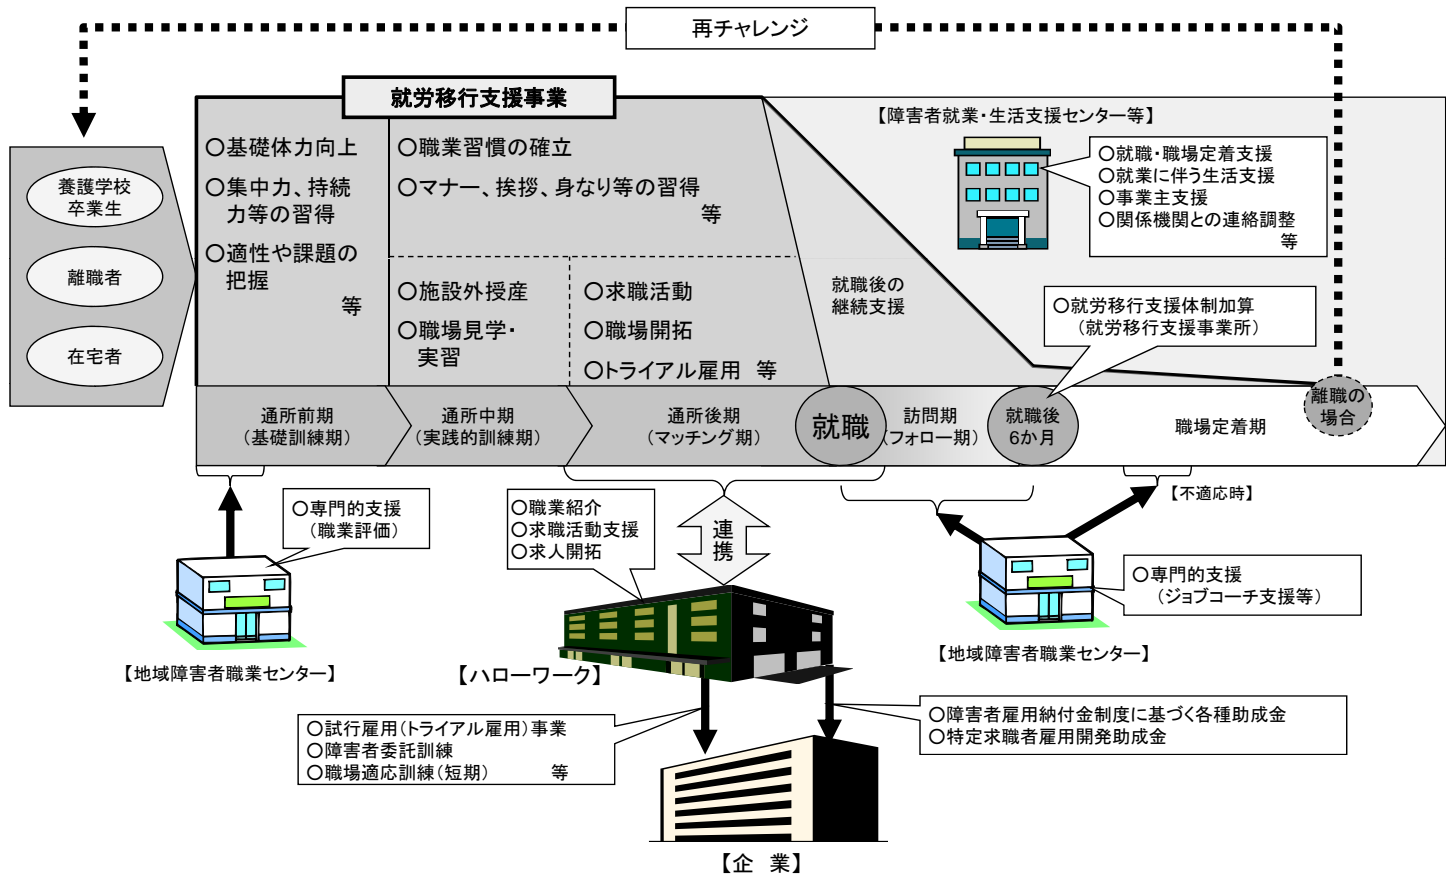 再チャレンジ
就労移行支援事業
養護学校
卒業生
離職者
在宅者
○基礎体力向上
○集中力、持続
力等の習得
○適性や課題の
把握
等
○職業習慣の確立
○マナー、挨拶、身なり等の習得
等
○施設外授産
○職場見学・
実習
○求職活動
○職場開拓
○トライアル雇用 等
就職後の
継続支援
【障害者就業・生活支援センター等】
○就職・職場定着支援
○就業に伴う生活支援
○事業主支援
○関係機関との連絡調整
等
○就労移行支援体制加算
(就労移行支援事業所)
通所前期
(基礎訓練期)
通所中期
(実践的訓練期)
通所後期
(マッチング期)
就職
訪問期
(フォロー期)
就職後
6か月
職場定着期
離職の
場合
○専門的支援
(職業評価)
【地域障害者職業センター】
○職業紹介
○求職活動支援
○求人開拓
連携
【ハローワーク】
【不適応時】
○専門的支援
(ジョブコーチ支援等)
【地域障害者職業センター】
○試行雇用(トライアル雇用)事業
○障害者委託訓練
○職場適応訓練(短期) 等
○障害者雇用納付金制度に基づく各種助成金
○特定求職者雇用開発助成金
【企 業】